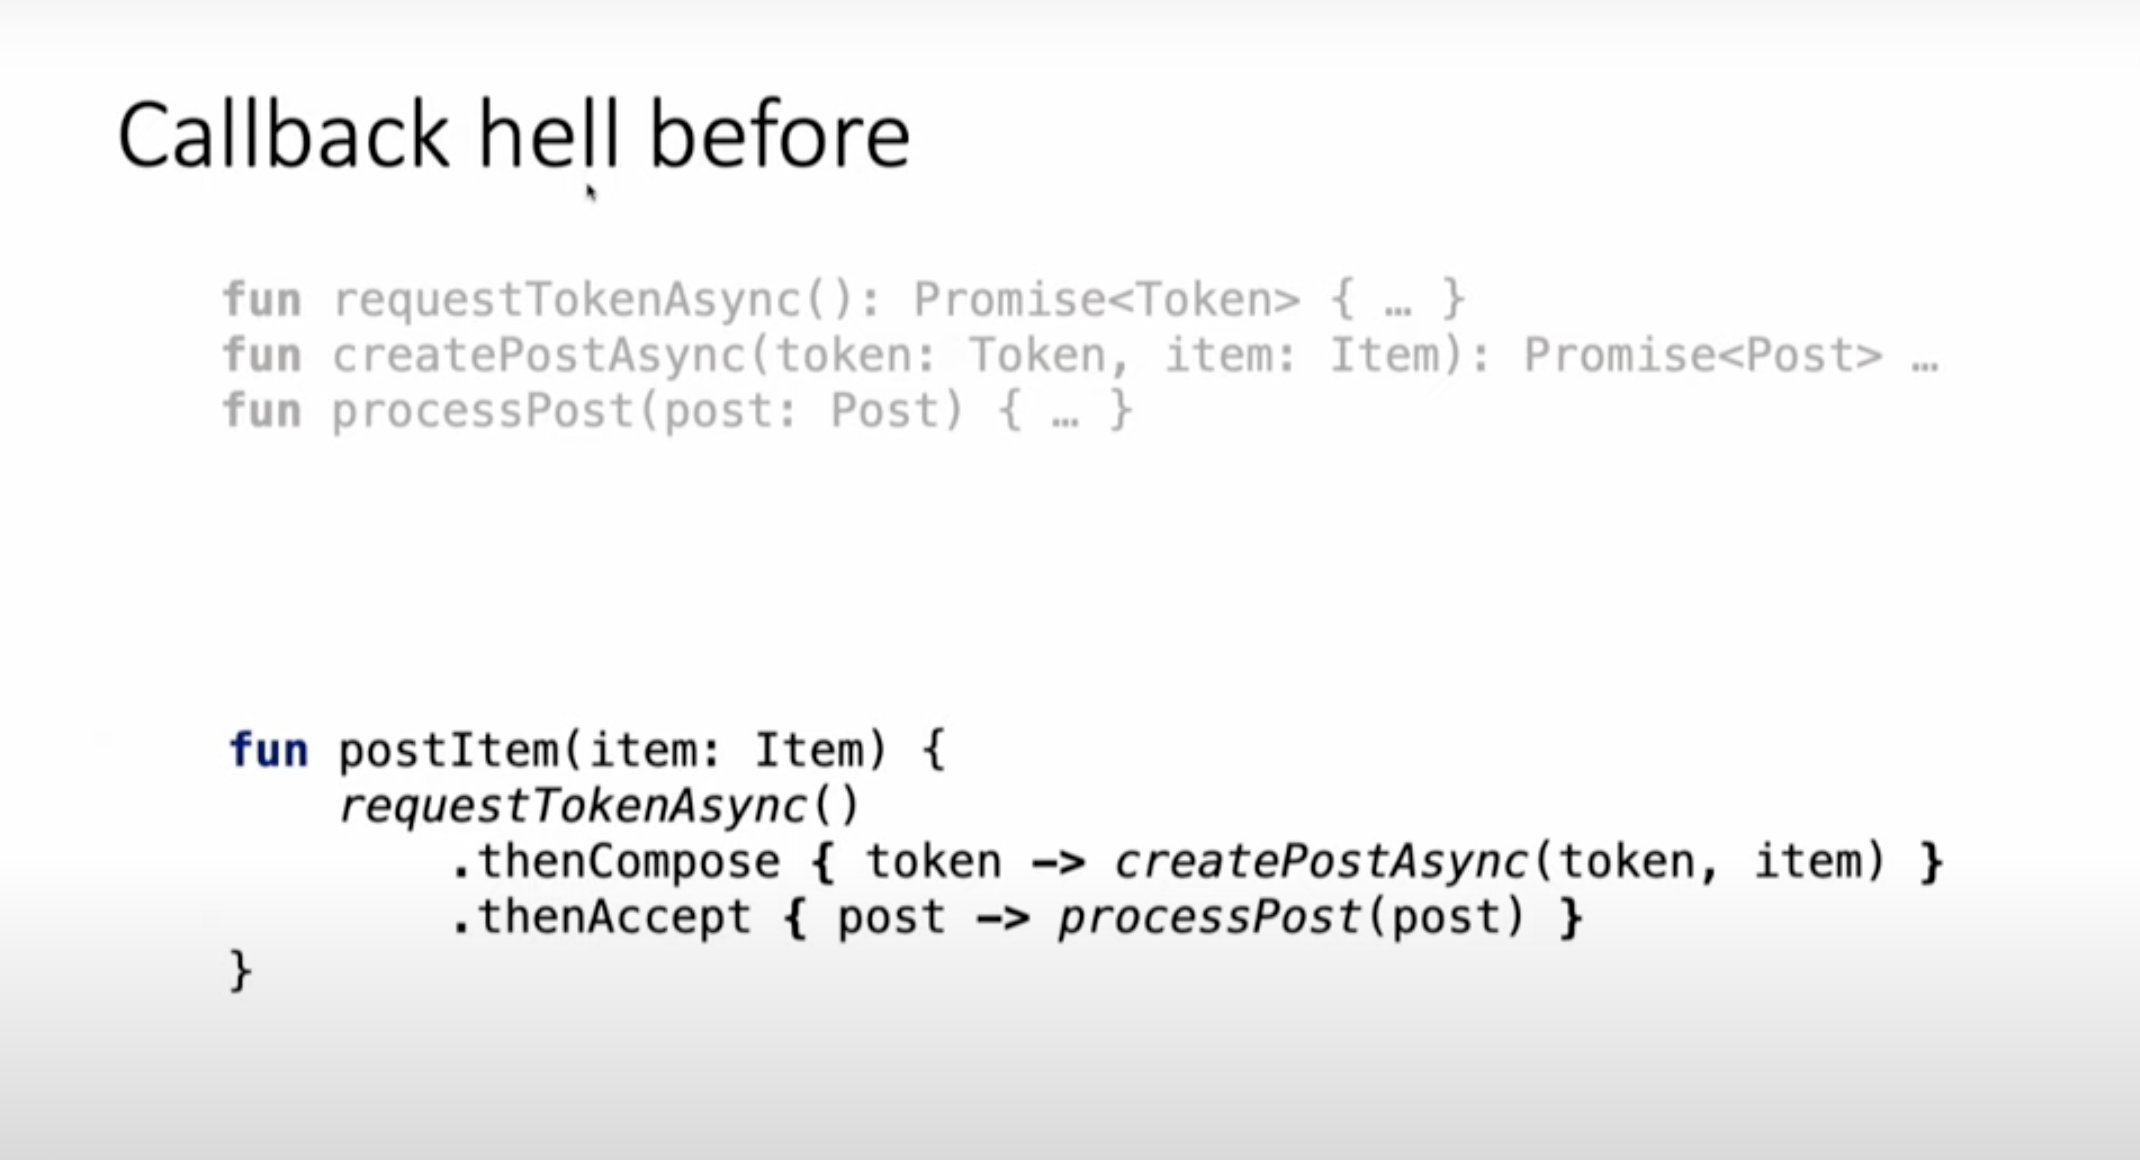 Callback hell before
fun requestTokenAsync(): Promise<Token> { … }
fun createPostAsync(token: Token, item: Item): Promise<Post> …
fun processPost(post: Post) { … }
fun postItem(item: Item) {
    requestTokenAsync()
        .thenCompose { token -> createPostAsync(token, item) }
        .thenAccept { post -> processPost(post) }
}